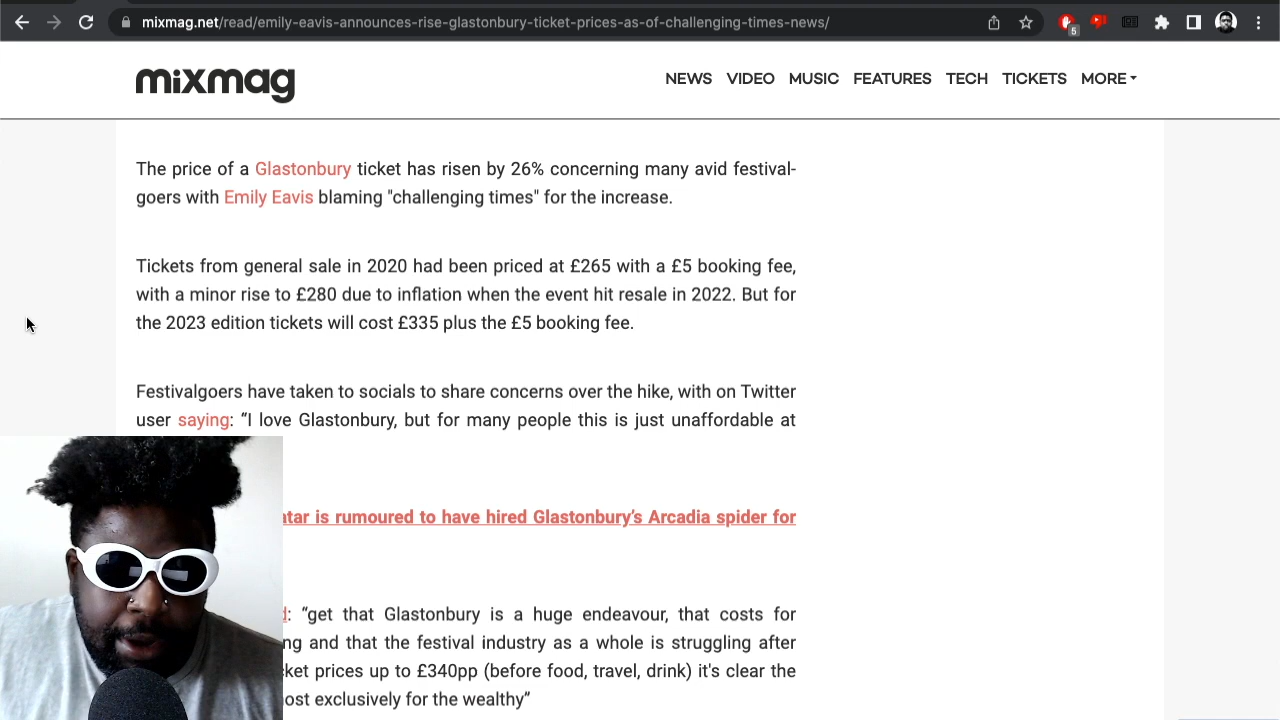 mixmag.net/read/emily-eavis-announces-rise-glastonbury-ticket-prices-as-of-challenging-times-news/
5
mixmag
NEWS VIDEO MUSIC FEATURES TECH TICKETS MORE
The price of a Glastonbury ticket has risen by 26% concerning many avid festival-
goers with Emily Eavis blaming "challenging times" for the increase.
Tickets from general sale in 2020 had been priced at £265 with a £5 booking fee,
with a minor rise to £280 due to inflation when the event hit resale in 2022. But for
the 2023 edition tickets will cost £335 plus the £5 booking fee.
Festivalgoers have taken to socials to share concerns over the hike, with on Twitter
user saying: “I love Glastonbury, but for many people this is just unaffordable at
is rumoured to have hired Glastonbury’s Arcadia spider for
“get that Glastonbury is a huge endeavour, that costs for
and that the festival industry as a whole is struggling after
prices up to £340pp (before food, travel, drink) it's clear the
exclusively for the wealthy”